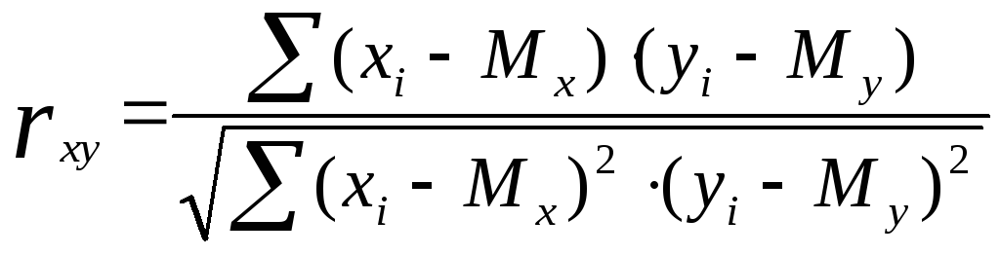 r_xy = ∑(x_i - M_x)·(y_i - M_y) / √(∑(x_i - M_x)² ·(y_i - M_y)²)